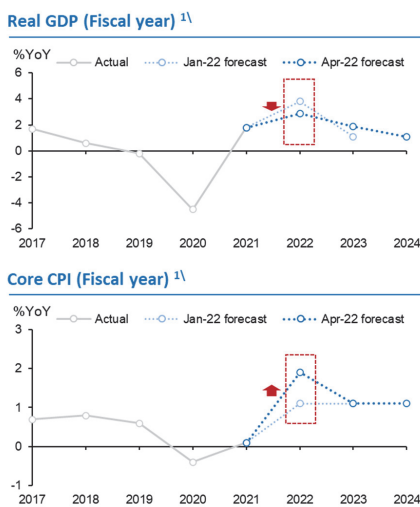 Real GDP (Fiscal year) 1\
%YoY
Actual Jan-22 forecast Apr-22 forecast
6
4
2
0
-2
-4
-6
2017 2018 2019 2020 2021 2022 2023 2024
Core CPI (Fiscal year) 1\
%YoY
Actual Jan-22 forecast Apr-22 forecast
3
2
1
0
-1
2017 2018 2019 2020 2021 2022 2023 2024